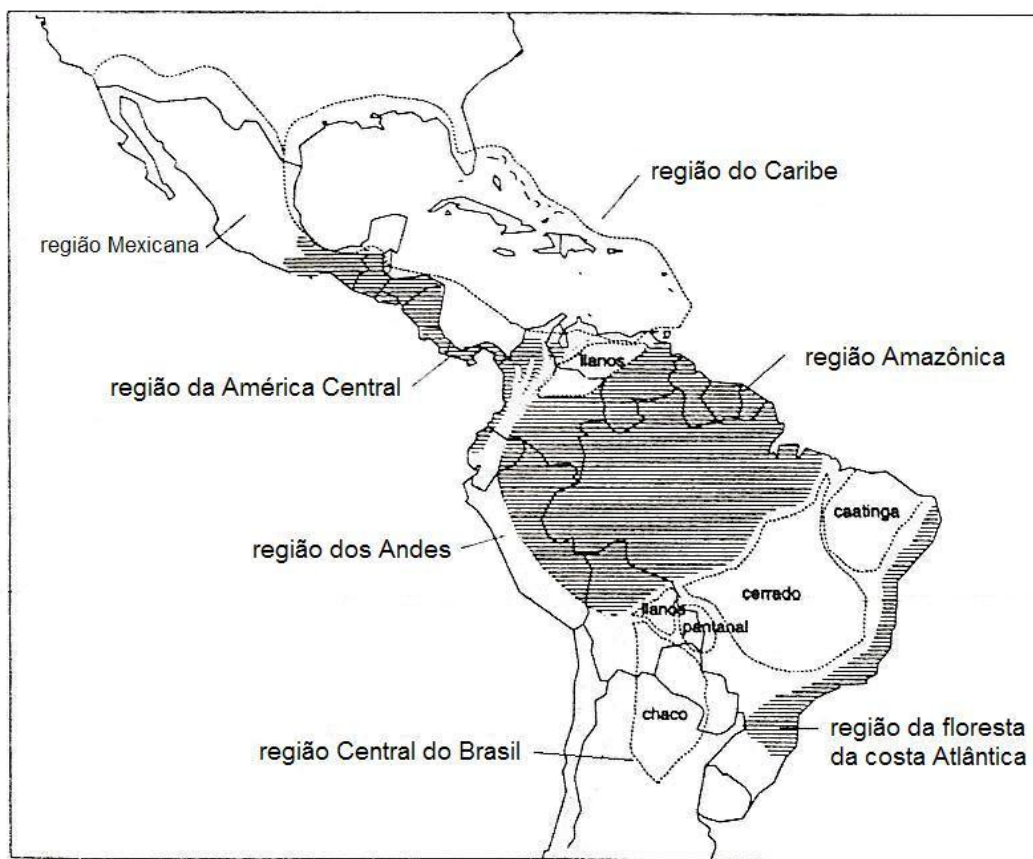 região do Caribe
região Mexicana
llanos
região Amazônica
região da América Central
caatinga
região dos Andes
cerrado
llanos
pantanal
chaco
região da floresta
da costa Atlântica
região Central do Brasil